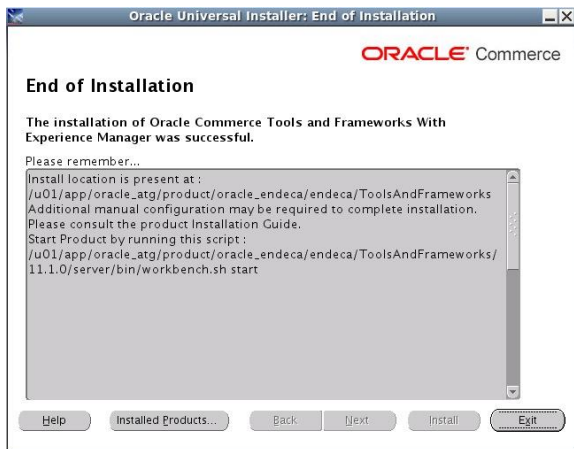 Oracle Universal Installer: End of Installation
ORACLE® Commerce
End of Installation
The installation of Oracle Commerce Tools and Frameworks With
Experience Manager was successful.
Please remember...
Install location is present at :
/u01/app/oracle_atg/product/oracle_endeca/endeca/ToolsAndFrameworks
Additional manual configuration may be required to complete installation.
Please consult the product Installation Guide.
Start Product by running this script :
/u01/app/oracle_atg/product/oracle_endeca/endeca/ToolsAndFrameworks/
11.1.0/server/bin/workbench.sh start
Help Installed Products... Back Next Install Exit